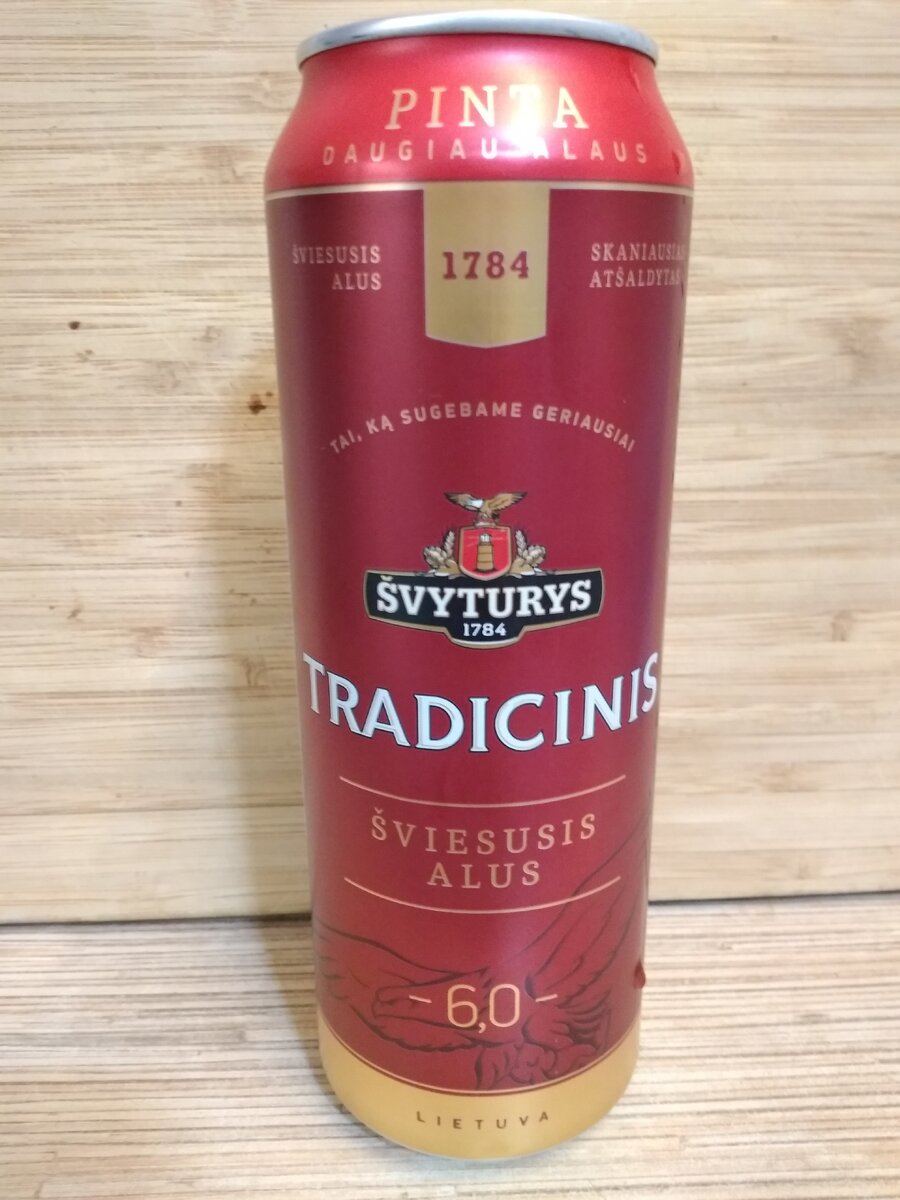 PINTA
DAUGIAU ALAUS
ŠVIESUSIS
ALUS
1784
SKANIAUSIAS
ATŠALDYTAS
TAI, KĄ SUGEBAME GERIAUSIAI
ŠVYTURYS
1784
TRADICINIS
ŠVIESUSIS
ALUS
- 6,0 -
LIETUVA